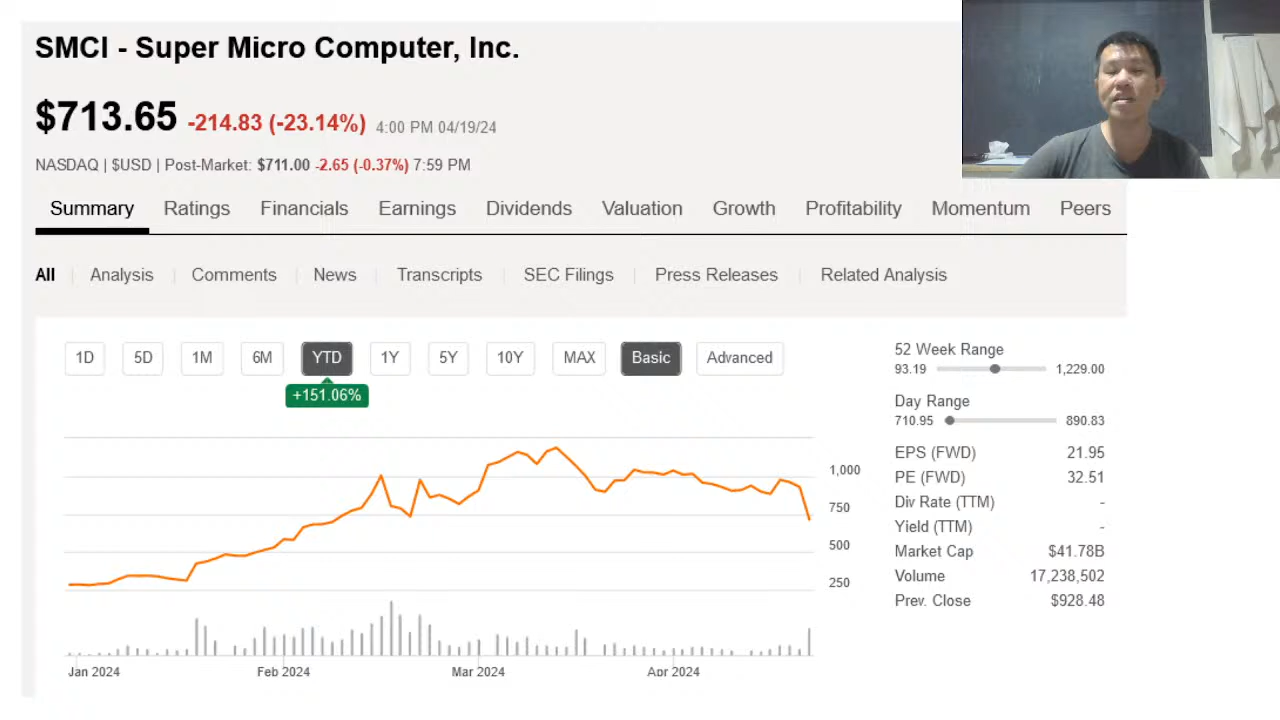 SMCI - Super Micro Computer, Inc.
$713.65 -214.83 (-23.14%) 4:00 PM 04/19/24
NASDAQ | $USD | Post-Market: $711.00 -2.65 (-0.37%) 7:59 PM
Summary Ratings Financials Earnings Dividends Valuation Growth Profitability Momentum Peers
All Analysis Comments News Transcripts SEC Filings Press Releases Related Analysis
1D 5D 1M 6M YTD 1Y 5Y 10Y MAX Basic Advanced
+151.06%
1,000
750
500
250
Jan 2024 Feb 2024 Mar 2024 Apr 2024
52 Week Range
93.19 1,229.00
Day Range
710.95 890.83
EPS (FWD) 21.95
PE (FWD) 32.51
Div Rate (TTM) -
Yield (TTM) -
Market Cap $41.78B
Volume 17,238,502
Prev. Close $928.48